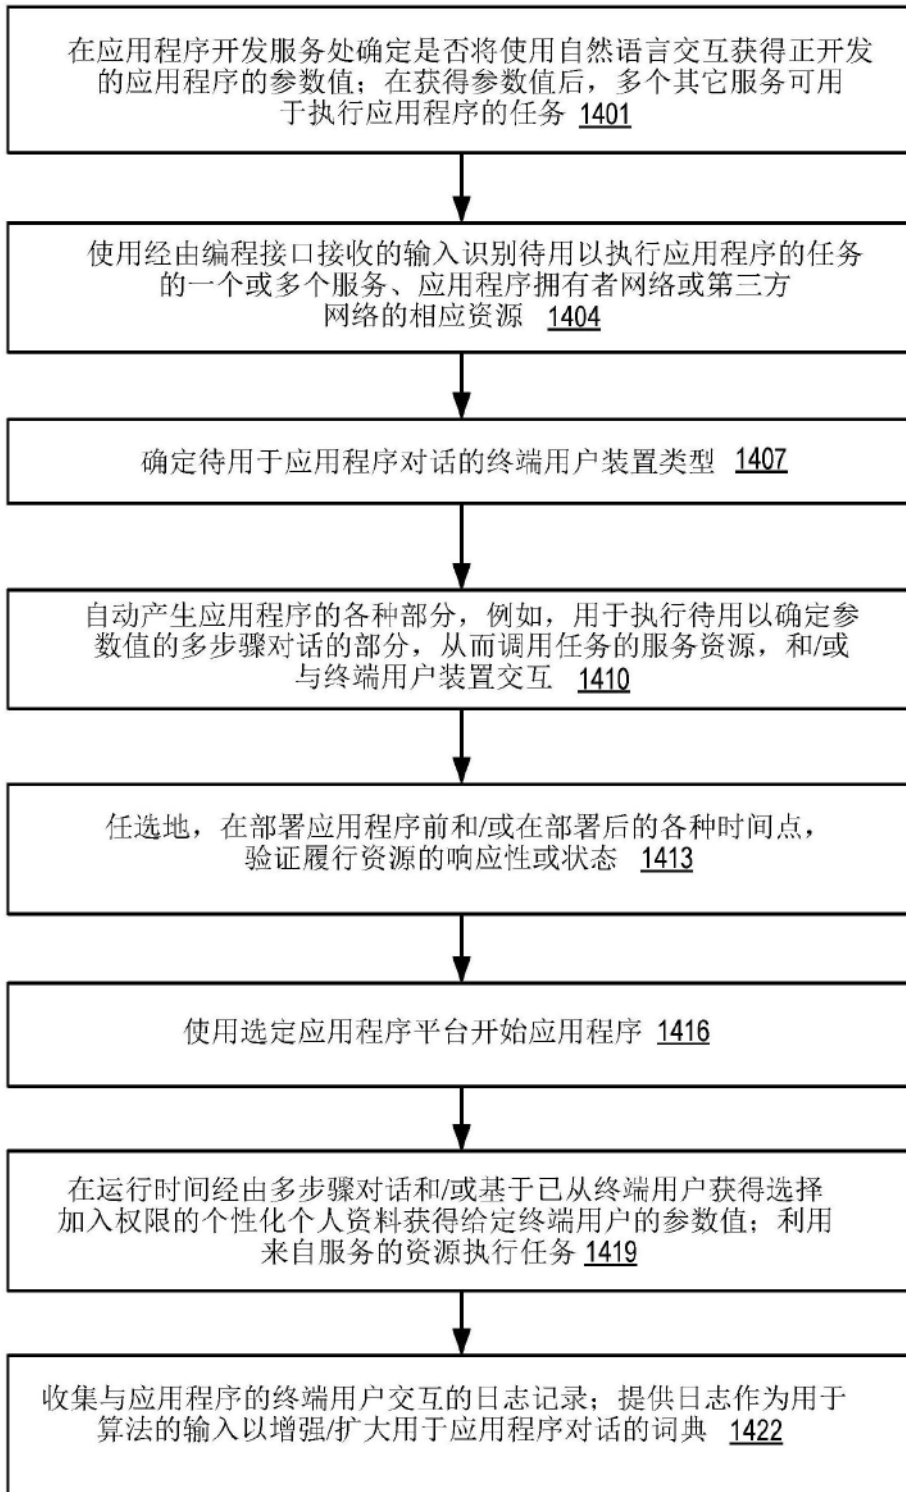 在应用程序开发服务处确定是否将使用自然语言交互获得正开发
的应用程序的参数值；在获得参数值后，多个其它服务可用
于执行应用程序的任务 1401
使用经由编程接口接收的输入识别待用以执行应用程序的任务
的一个或多个服务、应用程序拥有者网络或第三方
网络的相应资源 1404
确定待用于应用程序对话的终端用户装置类型 1407
自动产生应用程序的各种部分，例如，用于执行待用以确定参
数值的多步骤对话的部分，从而调用任务的服务资源，和/或
与终端用户装置交互 1410
任选地，在部署应用程序前和/或在部署后的各种时间点，
验证履行资源的响应性或状态 1413
使用选定应用程序平台开始应用程序 1416
在运行时间经由多步骤对话和/或基于已从终端用户获得选择
加入权限的个性化个人资料获得给定终端用户的参数值；利用
来自服务的资源执行任务 1419
收集与应用程序的终端用户交互的日志记录；提供日志作为用于
算法的输入以增强/扩大用于应用程序对话的词典 1422